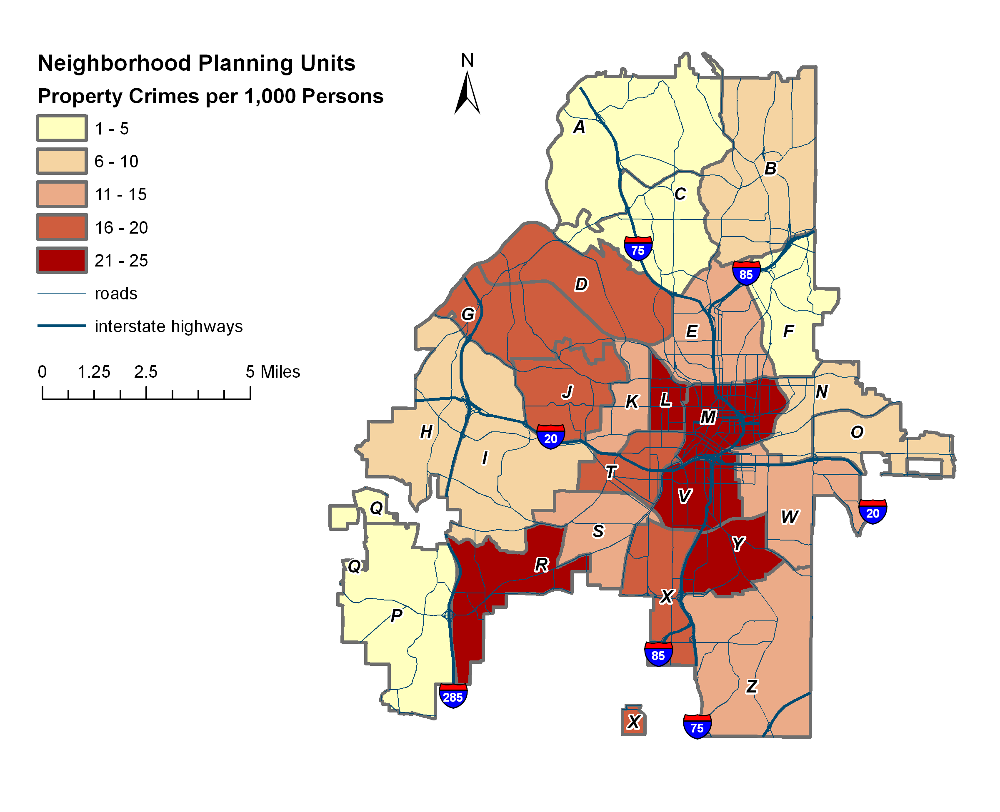 Neighborhood Planning Units
Property Crimes per 1,000 Persons
1 - 5
6 - 10
11 - 15
16 - 20
21 - 25
roads
interstate highways
0 1.25 2.5 5 Miles
N
A
B
C
75
85
D
G
E
F
J
K
L
M
N
O
H
20
I
T
V
Q
W
20
S
Y
R
Q
X
P
85
Z
285
X
75